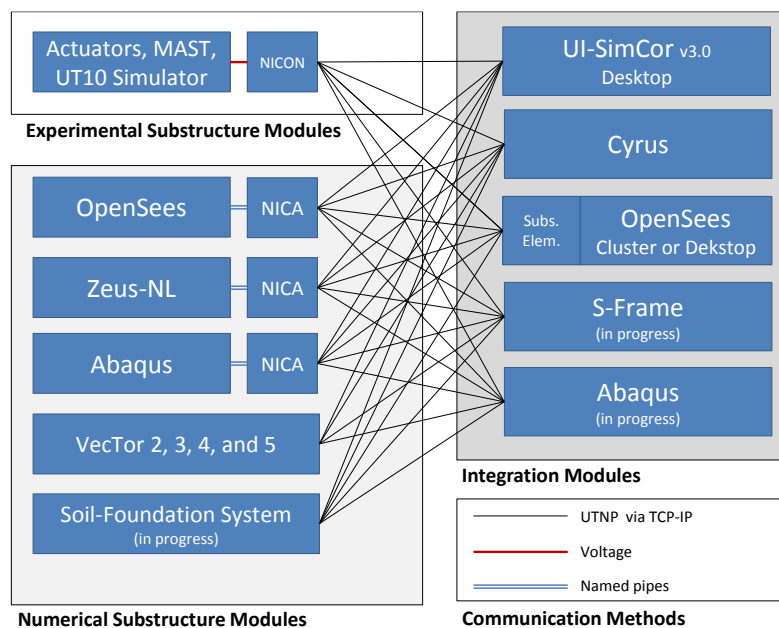 Actuators, MAST,
UT10 Simulator
NICON
Experimental Substructure Modules
OpenSees
NICA
Zeus-NL
NICA
Abaqus
NICA
VecTor 2, 3, 4, and 5
Soil-Foundation System
(in progress)
Numerical Substructure Modules
UI-SimCor v3.0
Desktop
Cyrus
Subs.
Elem.
OpenSees
Cluster or Dekstop
S-Frame
(in progress)
Abaqus
(in progress)
Integration Modules
UTNP via TCP-IP
Voltage
Named pipes
Communication Methods